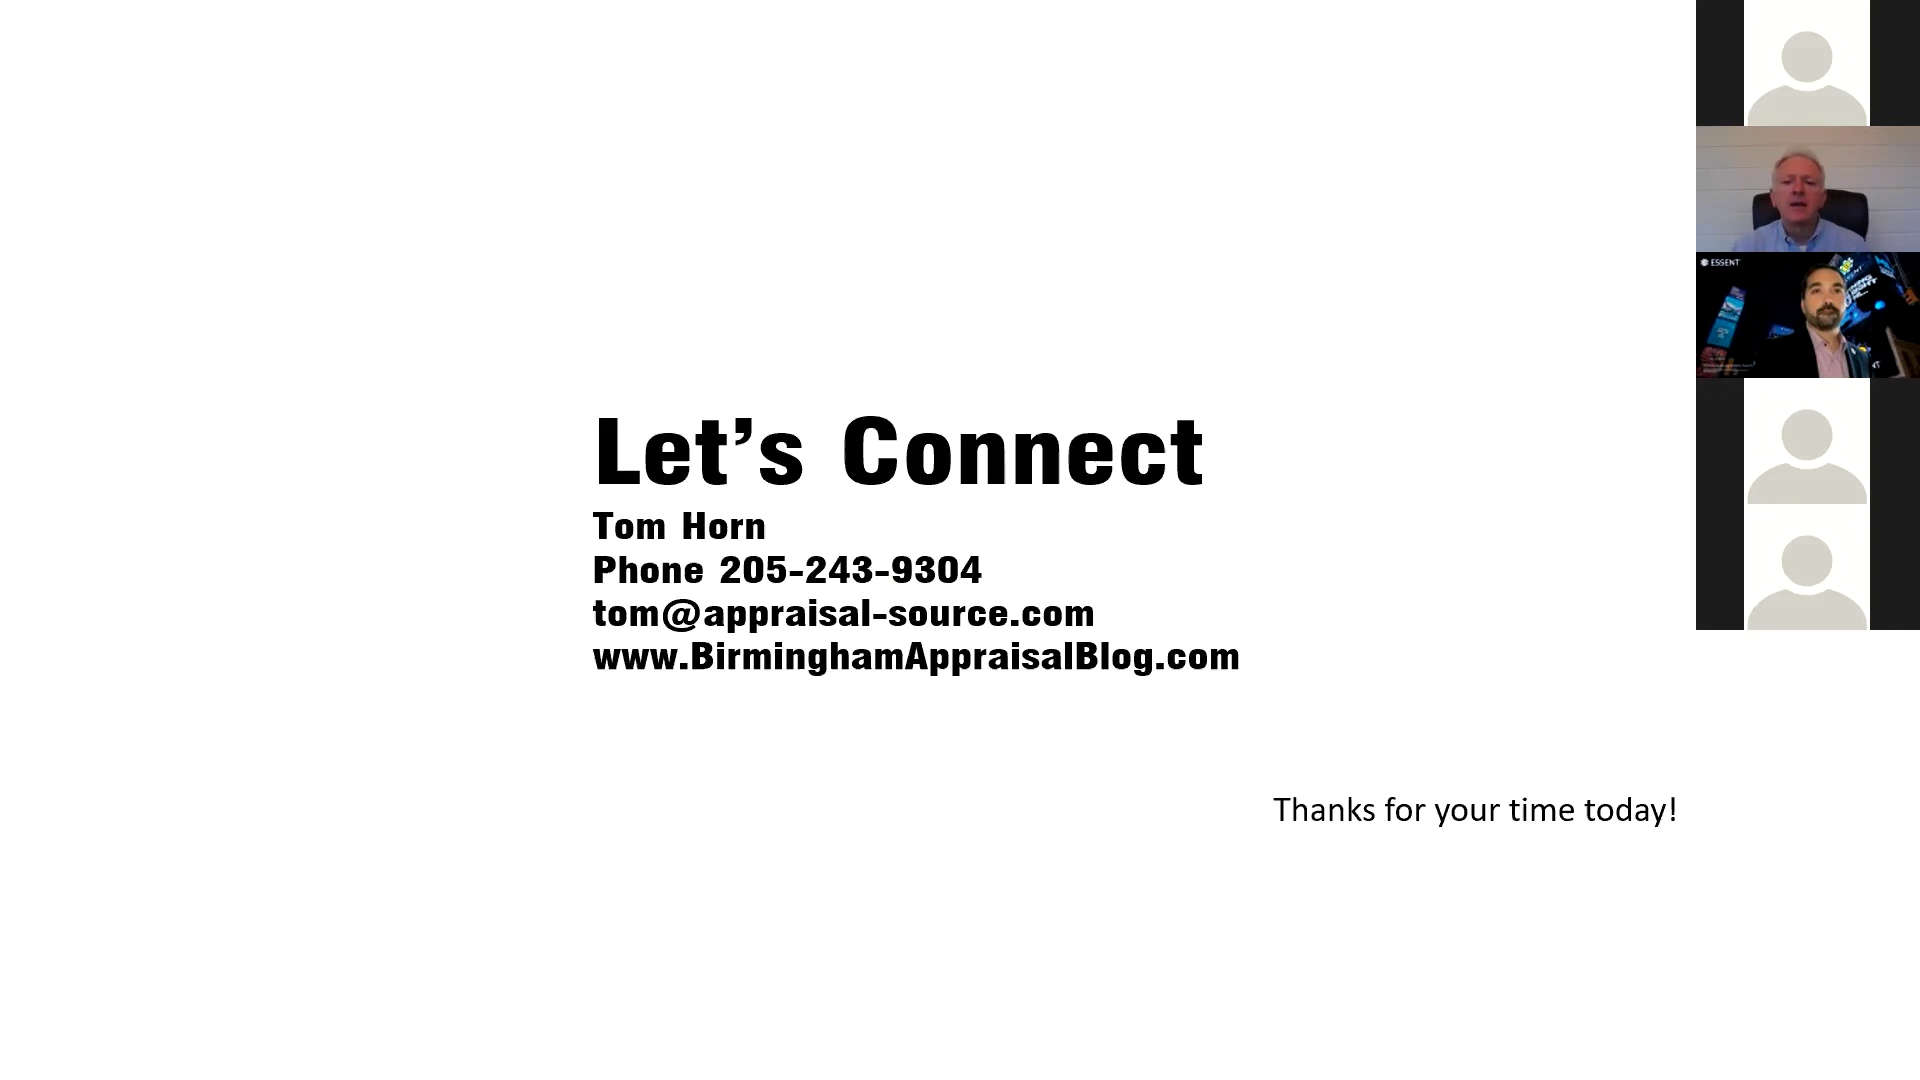 Let’s Connect
Tom Horn
Phone 205-243-9304
tom@appraisal-source.com
www.BirminghamAppraisalBlog.com
Thanks for your time today!
ESSENT